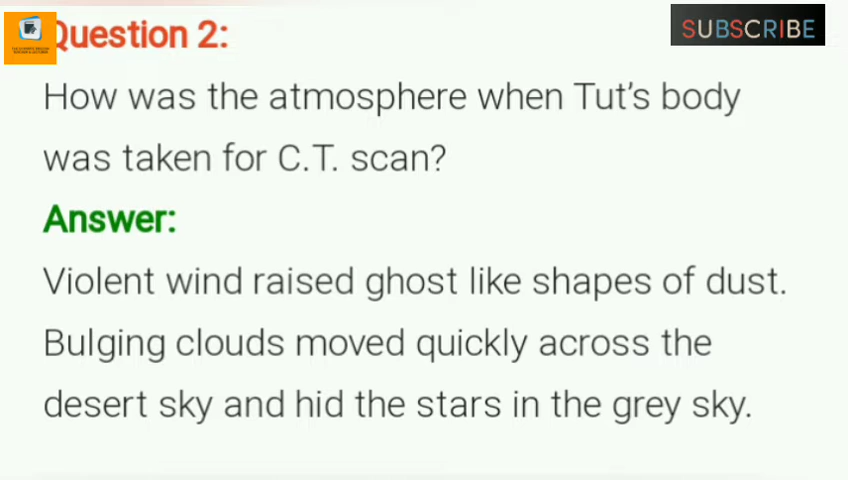 Question 2:
SUBSCRIBE
How was the atmosphere when Tut's body
was taken for C.T. scan?
Answer:
Violent wind raised ghost like shapes of dust.
Bulging clouds moved quickly across the
desert sky and hid the stars in the grey sky.